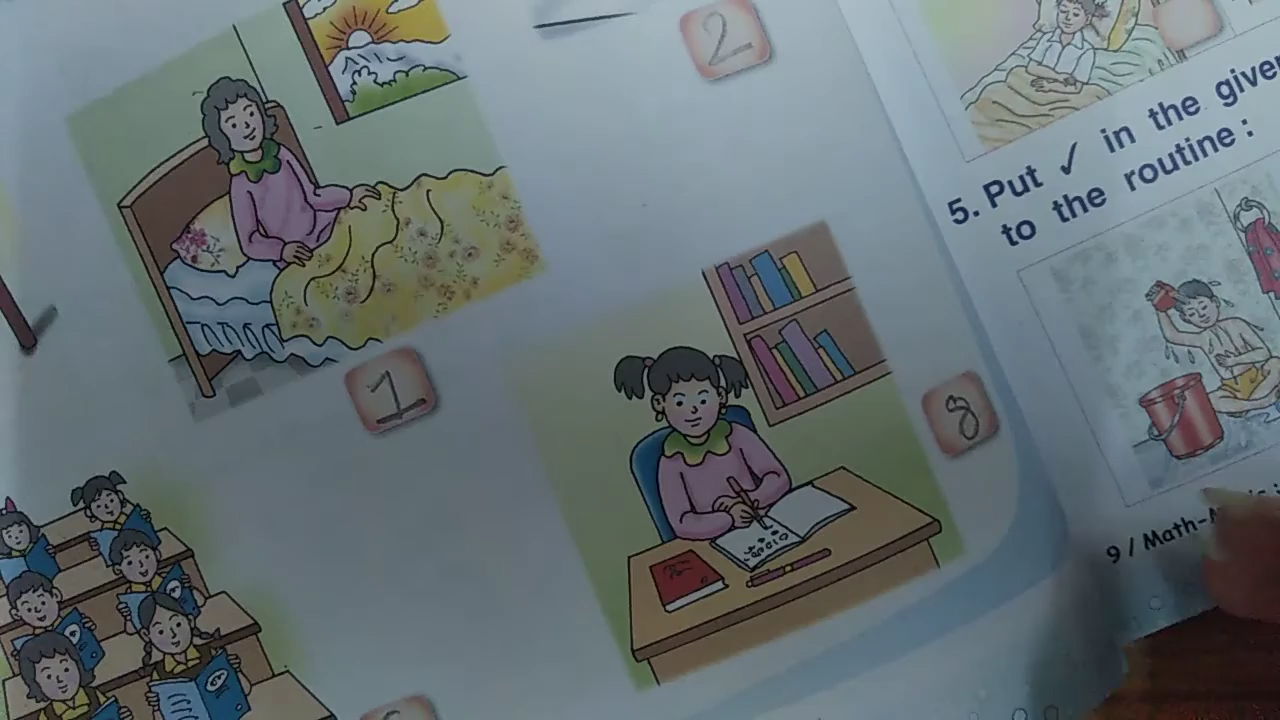 2
1
8
5. Put ✓ in the given
to the routine :
9 / Math-